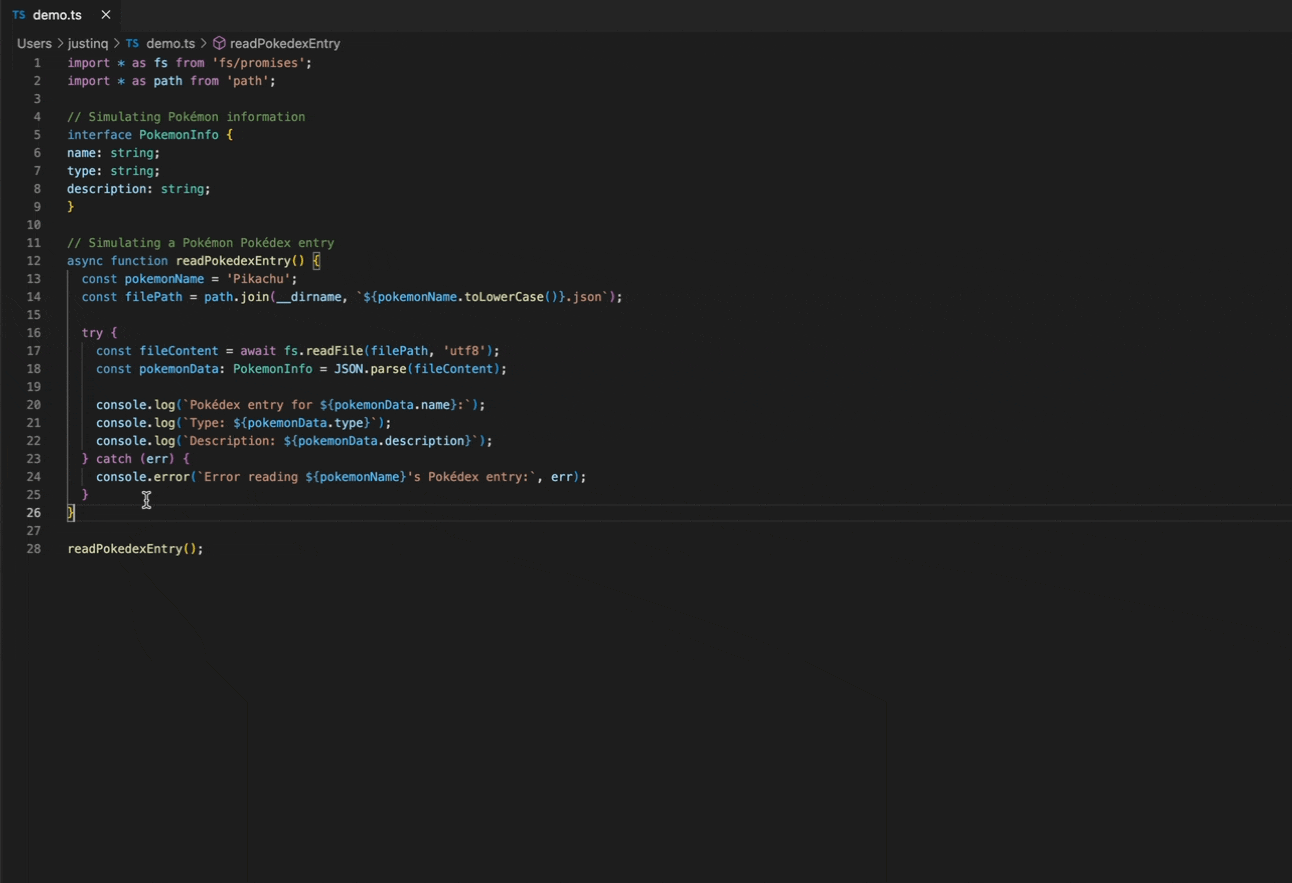 TS demo.ts ×
Users > justinq > TS demo.ts > readPokedexEntry
1 import * as fs from 'fs/promises';
2 import * as path from 'path';
3
4 // Simulating Pokémon information
5 interface PokemonInfo {
6 name: string;
7 type: string;
8 description: string;
9 }
10
11 // Simulating a Pokémon Pokédex entry
12 async function readPokedexEntry() {
13   const pokemonName = 'Pikachu';
14   const filePath = path.join(__dirname, `${pokemonName.toLowerCase()}.json`);
15
16   try {
17     const fileContent = await fs.readFile(filePath, 'utf8');
18     const pokemonData: PokemonInfo = JSON.parse(fileContent);
19
20     console.log(`Pokédex entry for ${pokemonData.name}:`);
21     console.log(`Type: ${pokemonData.type}`);
22     console.log(`Description: ${pokemonData.description}`);
23   } catch (err) {
24     console.error(`Error reading ${pokemonName}'s Pokédex entry:`, err);
25   }
26 }
27
28 readPokedexEntry();